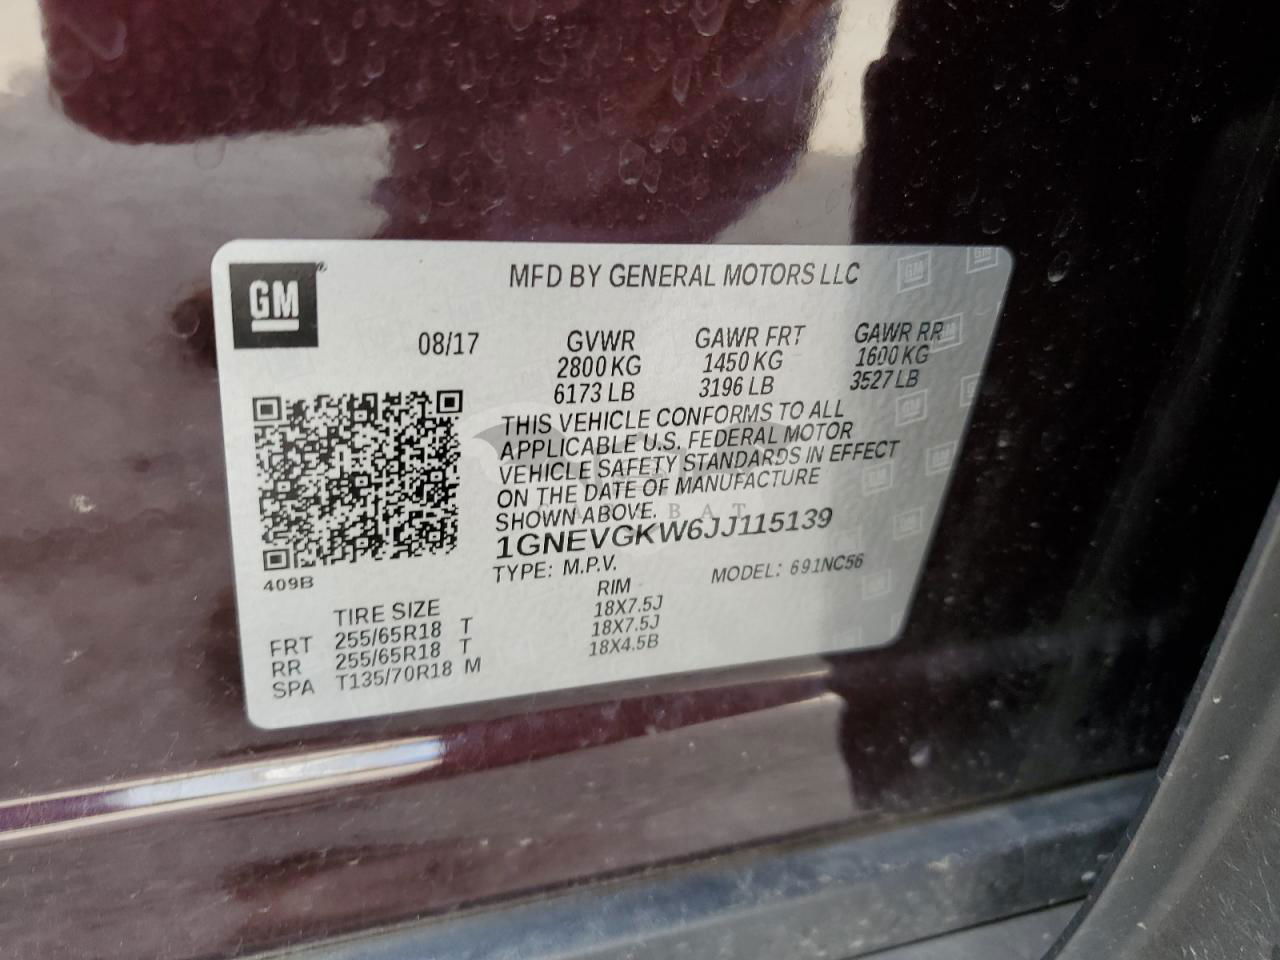 GM
MFD BY GENERAL MOTORS LLC
08/17 GVWR GAWR FRT GAWR RR
2800 KG 1450 KG 1600 KG
6173 LB 3196 LB 3527 LB
THIS VEHICLE CONFORMS TO ALL
APPLICABLE U.S. FEDERAL MOTOR
VEHICLE SAFETY STANDARDS IN EFFECT
ON THE DATE OF MANUFACTURE
SHOWN ABOVE.
1GNEVGKW6JJ115139
TYPE: M.P.V. MODEL: 691NC56
409B
TIRE SIZE RIM
FRT 255/65R18 T 18X7.5J
RR 255/65R18 T 18X7.5J
SPA T135/70R18 M 18X4.5B